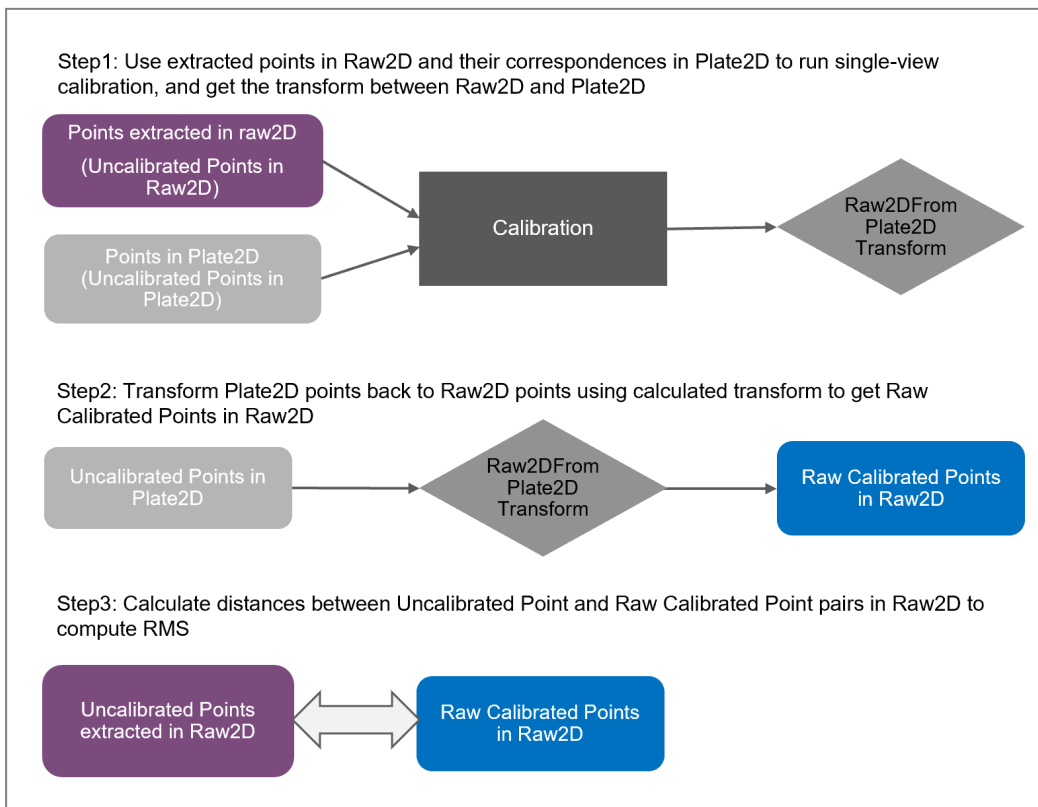 Step1: Use extracted points in Raw2D and their correspondences in Plate2D to run single-view
calibration, and get the transform between Raw2D and Plate2D
Points extracted in raw2D
(Uncalibrated Points in
Raw2D)
Points in Plate2D
(Uncalibrated Points in
Plate2D)
Calibration
Raw2DFrom
Plate2D
Transform
Step2: Transform Plate2D points back to Raw2D points using calculated transform to get Raw
Calibrated Points in Raw2D
Uncalibrated Points in
Plate2D
Raw2DFrom
Plate2D
Transform
Raw Calibrated Points
in Raw2D
Step3: Calculate distances between Uncalibrated Point and Raw Calibrated Point pairs in Raw2D to
compute RMS
Uncalibrated Points
extracted in Raw2D
Raw Calibrated Points
in Raw2D